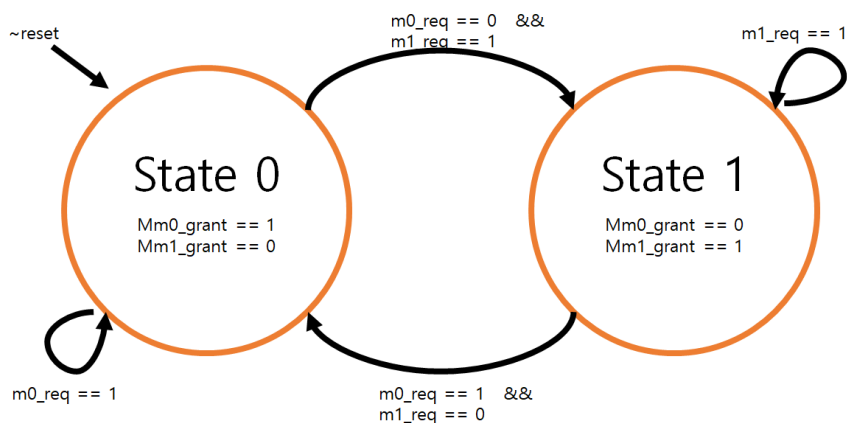 ~reset
m0_req == 0 &&
m1_req == 1
m1_req == 1
State 0
Mm0_grant == 1
Mm1_grant == 0
State 1
Mm0_grant == 0
Mm1_grant == 1
m0_req == 1
m0_req == 1 &&
m1_req == 0